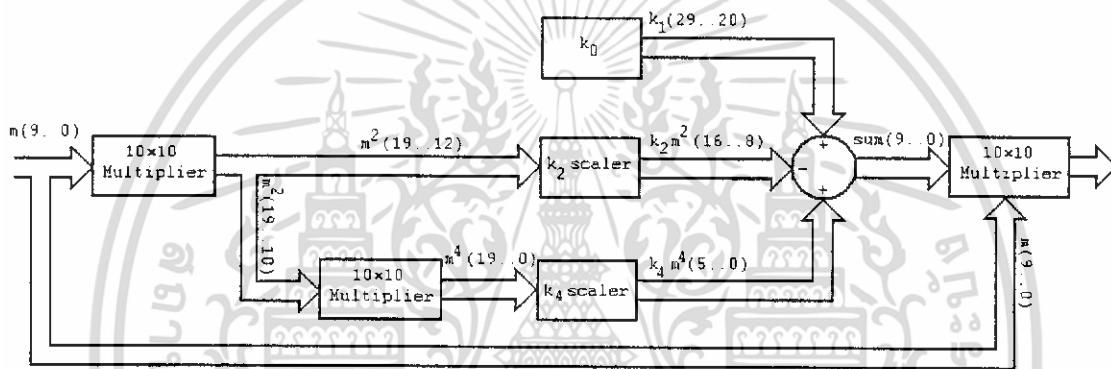 k₁(29..20)
k₀
m(9. 0)
10×10
Multiplier
m²(19..12)
k₂ scaler
k₂m²(16..8)
+
-
+
sum(9..0)
10×10
Multiplier
m²(19..10)
10×10
Multiplier
m⁴(19..0)
k₄ scaler
k₄m⁴(5..0)
m(9..0)